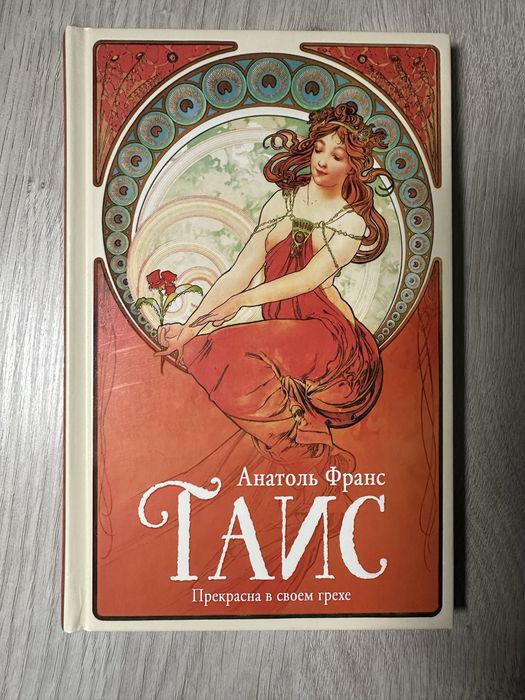 Анатоль Франс
ТАИС
Прекрасна в своем грехе